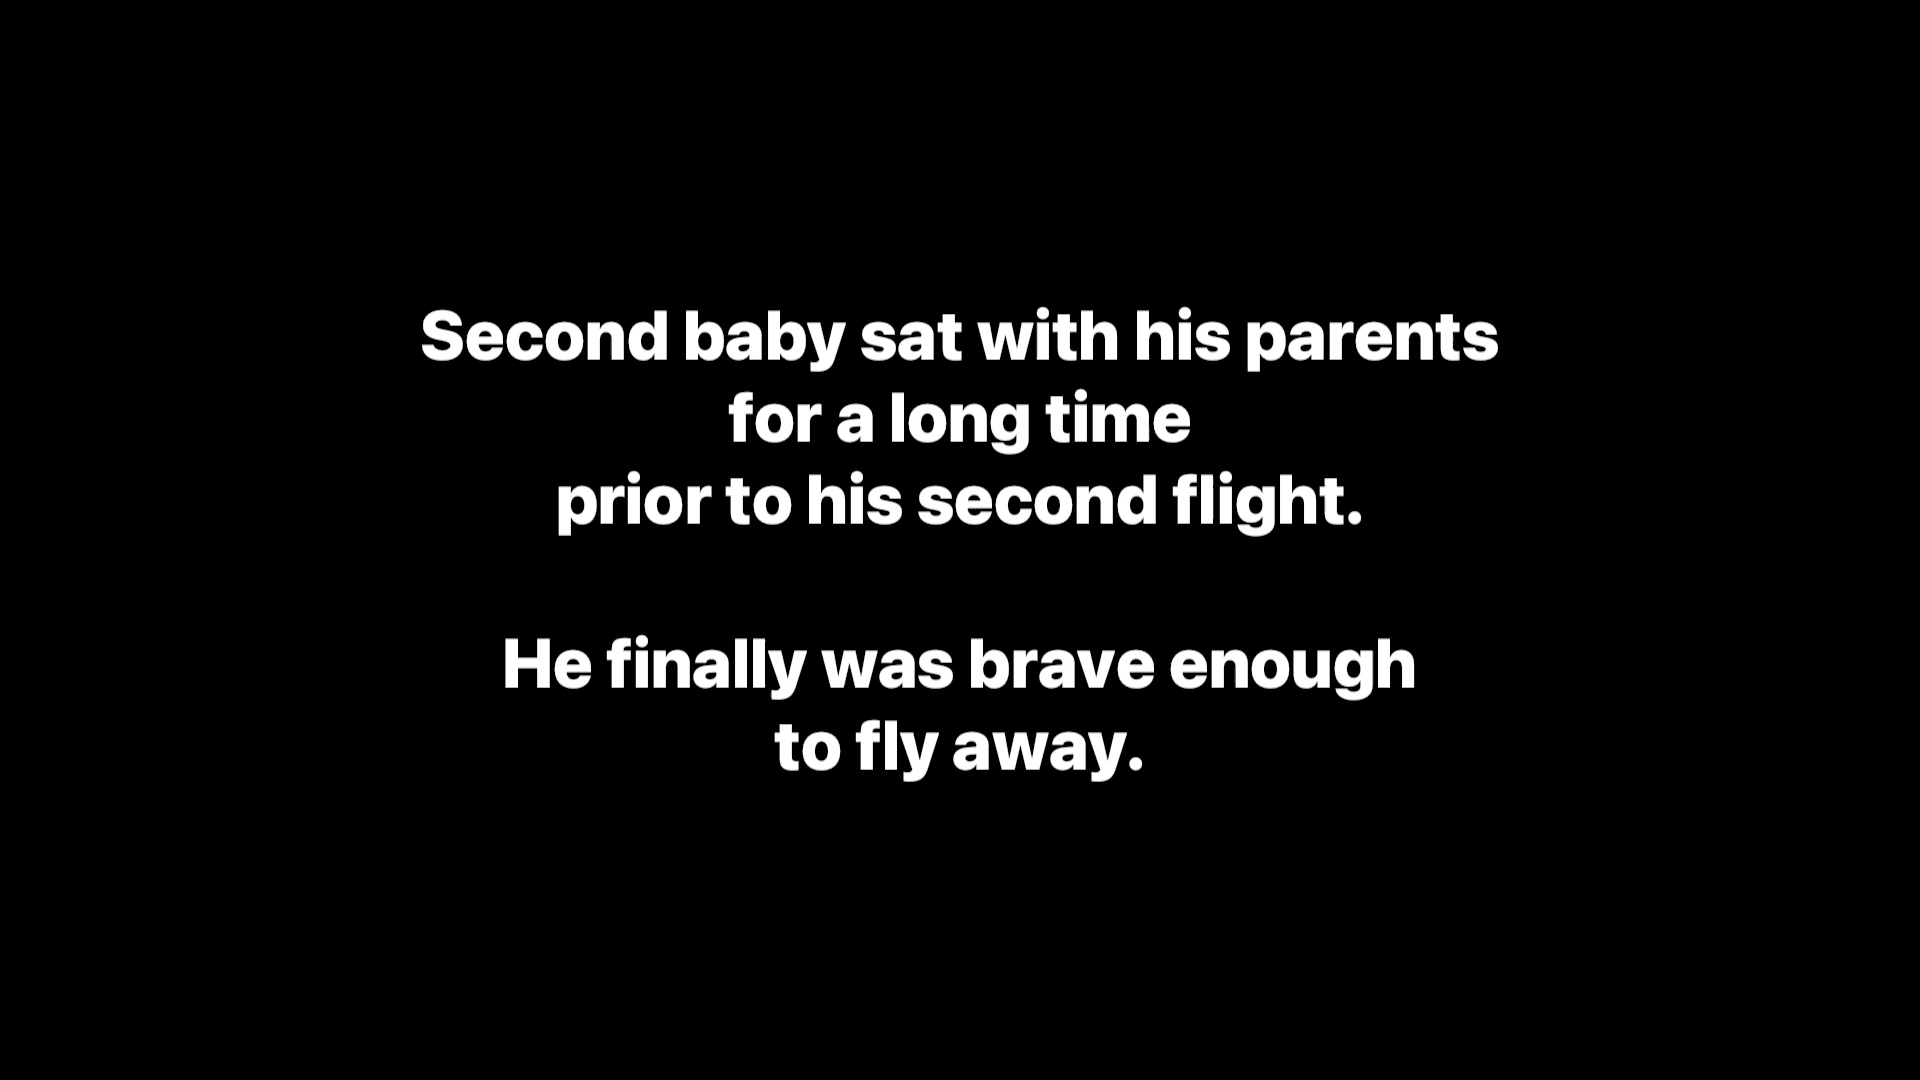 Second baby sat with his parents
for a long time
prior to his second flight.
He finally was brave enough
to fly away.